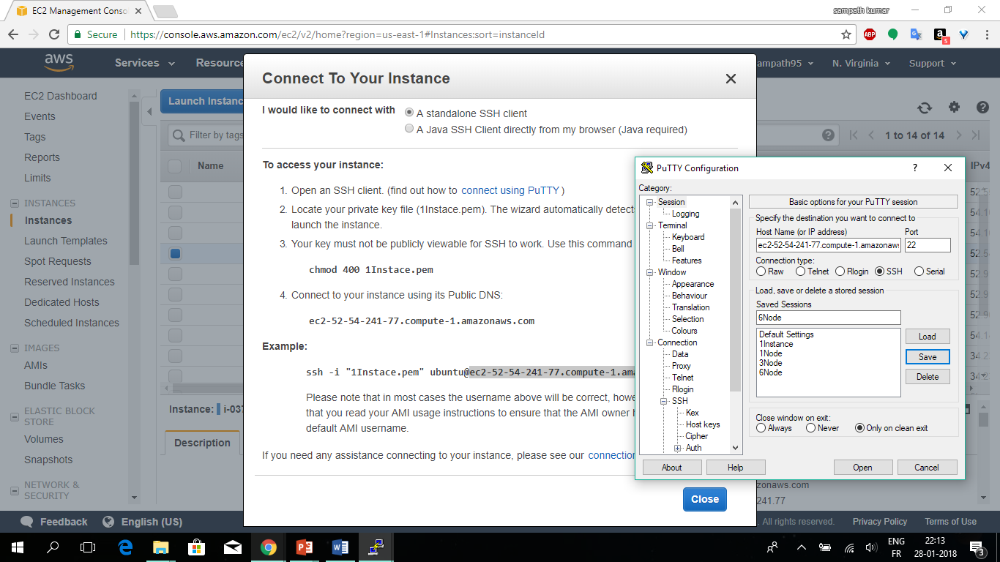 EC2 Management Conso
sampath kumar
Secure
https://console.aws.amazon.com/ec2/v2/home?region=us-east-1#Instances:sort=instanceId
ABP
a
5
aws
Services
Resource
ampath95
N. Virginia
Support
EC2 Dashboard
Events
Tags
Reports
Limits
INSTANCES
Instances
Launch Templates
Spot Requests
Reserved Instances
Dedicated Hosts
Scheduled Instances
IMAGES
AMIs
Bundle Tasks
ELASTIC BLOCK
STORE
Volumes
Snapshots
NETWORK &
SECURITY
Launch Instanc
Filter by tags
1 to 14 of 14
Name
IPv4
Instance:
i-037
Description
Connect To Your Instance
I would like to connect with
A standalone SSH client
A Java SSH Client directly from my browser (Java required)
To access your instance:
1. Open an SSH client. (find out how to connect using PuTTY )
2. Locate your private key file (1Instace.pem). The wizard automatically detect
launch the instance.
3. Your key must not be publicly viewable for SSH to work. Use this command
chmod 400 1Instace.pem
4. Connect to your instance using its Public DNS:
ec2-52-54-241-77.compute-1.amazonaws.com
Example:
ssh -i "1Instace.pem" ubuntu@ec2-52-54-241-77.compute-1.ama
Please note that in most cases the username above will be correct, howe
that you read your AMI usage instructions to ensure that the AMI owner h
default AMI username.
If you need any assistance connecting to your instance, please see our connection
Close
PuTTY Configuration
?
Category:
Session
Logging
Terminal
Keyboard
Bell
Features
Window
Appearance
Behaviour
Translation
Selection
Colours
Connection
Data
Proxy
Telnet
Rlogin
SSH
Kex
Host keys
Cipher
Auth
Basic options for your PuTTY session
Specify the destination you want to connect to
Host Name (or IP address)
Port
ec2-52-54-241-77.compute-1.amazonaws
22
Connection type:
Raw
Telnet
Rlogin
SSH
Serial
Load, save or delete a stored session
Saved Sessions
6Node
Default Settings
1Instance
1Node
3Node
6Node
Load
Save
Delete
Close window on exit:
Always
Never
Only on clean exit
About
Help
Open
Cancel
zonaws.com
241.77
Feedback
English (US)
All rights reserved.
Privacy Policy
Terms of Use
ENG
FR
22:13
28-01-2018
3